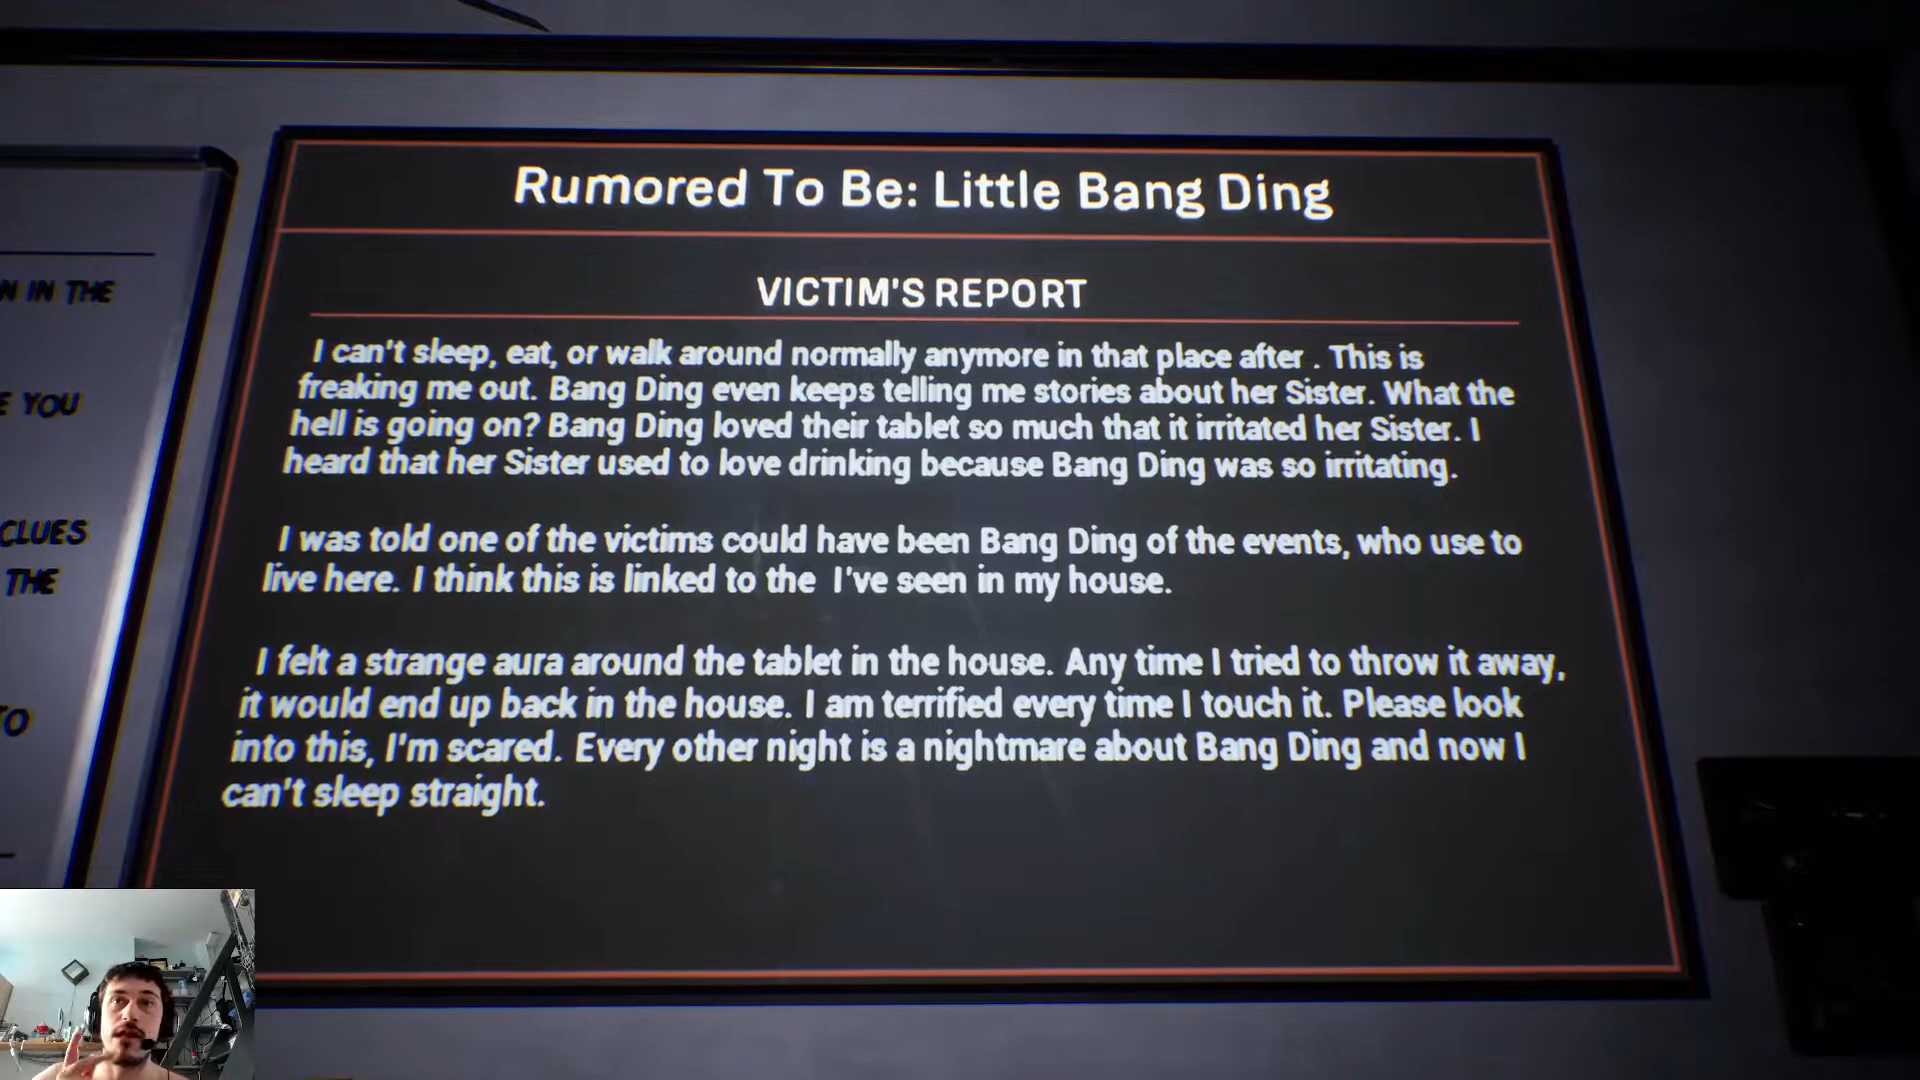 Rumored To Be: Little Bang Ding
VICTIM'S REPORT
I can't sleep, eat, or walk around normally anymore in that place after . This is
freaking me out. Bang Ding even keeps telling me stories about her Sister. What the
hell is going on? Bang Ding loved their tablet so much that it irritated her Sister. I
heard that her Sister used to love drinking because Bang Ding was so irritating.
I was told one of the victims could have been Bang Ding of the events, who use to
live here. I think this is linked to the  I've seen in my house.
I felt a strange aura around the tablet in the house. Any time I tried to throw it away,
it would end up back in the house. I am terrified every time I touch it. Please look
into this, I'm scared. Every other night is a nightmare about Bang Ding and now I
can't sleep straight.
IN THE
YOU
CLUES
THE
TO